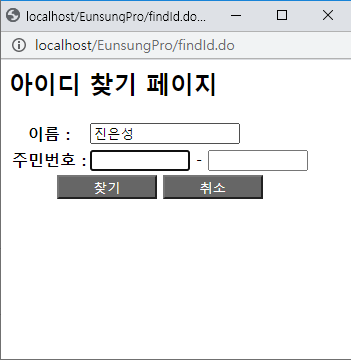 localhost/EunsungPro/findId.do...
localhost/EunsungPro/findId.do
아이디 찾기 페이지
이름 : 진은성
주민번호 : -
찾기 취소